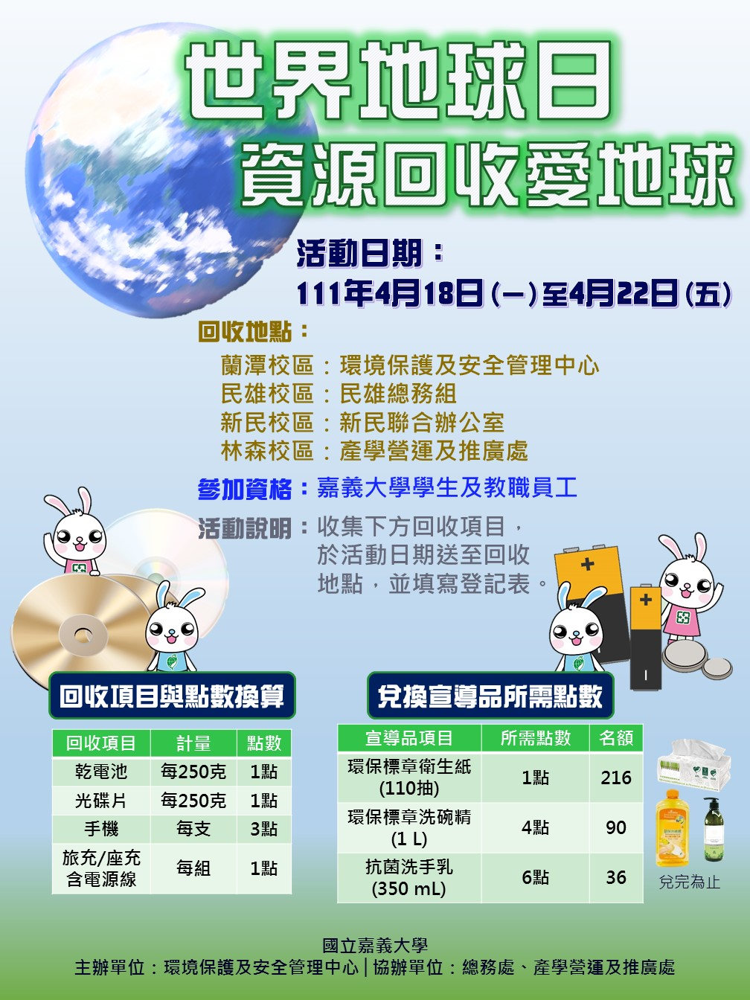 世界地球日
資源回收愛地球
活動日期：
111年4月18日(一)至4月22日(五)
回收地點：
蘭潭校區：環境保護及安全管理中心
民雄校區：民雄總務組
新民校區：新民聯合辦公室
林森校區：產學營運及推廣處
參加資格：嘉義大學學生及教職員工
活動說明：收集下方回收項目，
於活動日期送至回收
地點，並填寫登記表。
回收項目與點數換算
回收項目 計量 點數
乾電池 每250克 1點
光碟片 每250克 1點
手機 每支 3點
旅充/座充
含電源線 每組 1點
兌換宣導品所需點數
宣導品項目 所需點數 名額
環保標章衛生紙
(110抽) 1點 216
環保標章洗碗精
(1 L) 4點 90
抗菌洗手乳
(350 mL) 6點 36
兌完為止
國立嘉義大學
主辦單位：環境保護及安全管理中心│協辦單位：總務處、產學營運及推廣處